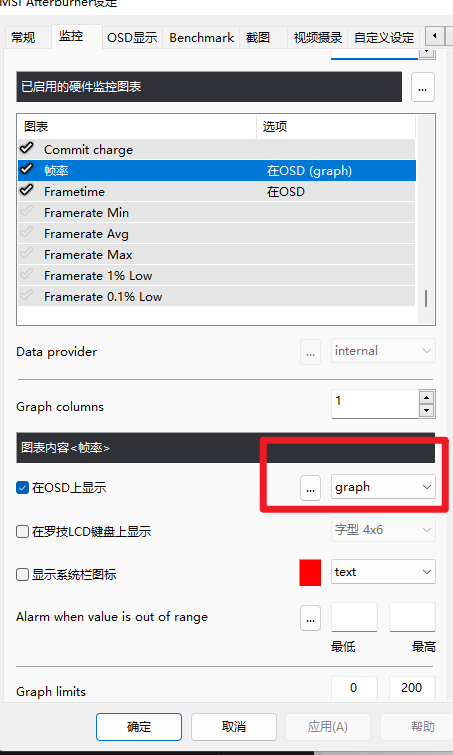 MSI Afterburner设定
常规 监控 OSD显示 Benchmark 截图 视频摄录 自定义设定
已启用的硬件监控图表 ...
图表 选项
Commit charge
帧率 在OSD (graph)
Frametime 在OSD
Framerate Min
Framerate Avg
Framerate Max
Framerate 1% Low
Framerate 0.1% Low
Data provider ... internal
Graph columns 1
图表内容<帧率>
在OSD上显示 ... graph
在罗技LCD键盘上显示 字型 4x6
显示系统栏图标 text
Alarm when value is out of range ...
最低 最高
Graph limits 0 200
确定 取消 应用(A) 帮助